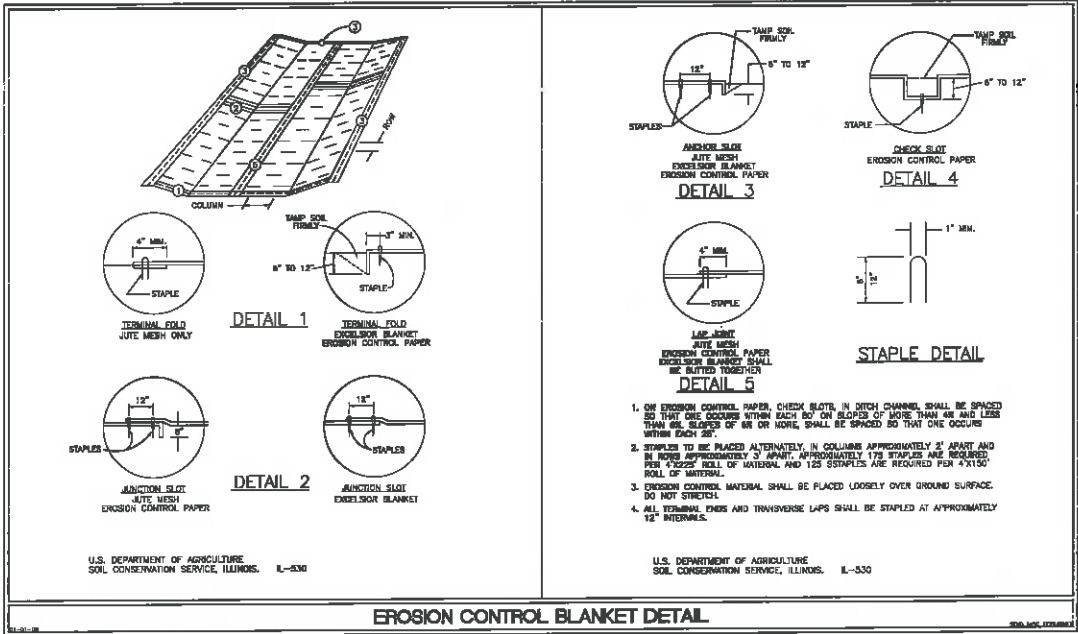 3
3
2
3
5
1
ROW
COLUMN
4" MIN.
STAPLE
TERMINAL FOLD
JUTE MESH ONLY
DETAIL 1
TAMP SOIL
FIRMLY
3" MIN.
6" TO 12"
STAPLE
TERMINAL FOLD
EXCELSIOR BLANKET
EROSION CONTROL PAPER
12"
STAPLES
6"
JUNCTION SLOT
JUTE MESH
EROSION CONTROL PAPER
DETAIL 2
12"
STAPLES
JUNCTION SLOT
EXCELSIOR BLANKET
U.S. DEPARTMENT OF AGRICULTURE
SOIL CONSERVATION SERVICE, ILLINOIS. IL-530
TAMP SOIL
FIRMLY
12"
6" TO 12"
STAPLES
ANCHOR SLOT
JUTE MESH
EXCELSIOR BLANKET
EROSION CONTROL PAPER
DETAIL 3
TAMP SOIL
FIRMLY
6" TO 12"
STAPLE
CHECK SLOT
EROSION CONTROL PAPER
DETAIL 4
4" MIN.
STAPLE
LAP JOINT
JUTE MESH
EROSION CONTROL PAPER
EXCELSIOR BLANKET SHALL
BE BUTTED TOGETHER
DETAIL 5
1" MIN.
12"
STAPLE DETAIL
1. ON EROSION CONTROL PAPER, CHECK SLOTS, IN DITCH CHANNEL, SHALL BE SPACED
SO THAT ONE OCCURS WITHIN EACH 50' ON SLOPES OF MORE THAN 4% AND LESS
THAN 6%. SLOPES OF 6% OR MORE, SHALL BE SPACED SO THAT ONE OCCURS
WITHIN EACH 25'.
2. STAPLES TO BE PLACED ALTERNATELY, IN COLUMNS APPROXIMATELY 2' APART AND
IN ROWS APPROXIMATELY 3' APART. APPROXIMATELY 175 STAPLES ARE REQUIRED
PER 4'X225' ROLL OF MATERIAL AND 125 SSTAPLES ARE REQUIRED PER 4'X150'
ROLL OF MATERIAL.
3. EROSION CONTROL MATERIAL SHALL BE PLACED LOOSELY OVER GROUND SURFACE.
DO NOT STRETCH.
4. ALL TERMINAL ENDS AND TRANSVERSE LAPS SHALL BE STAPLED AT APPROXIMATELY
12" INTERVALS.
U.S. DEPARTMENT OF AGRICULTURE
SOIL CONSERVATION SERVICE, ILLINOIS. IL-530
EROSION CONTROL BLANKET DETAIL